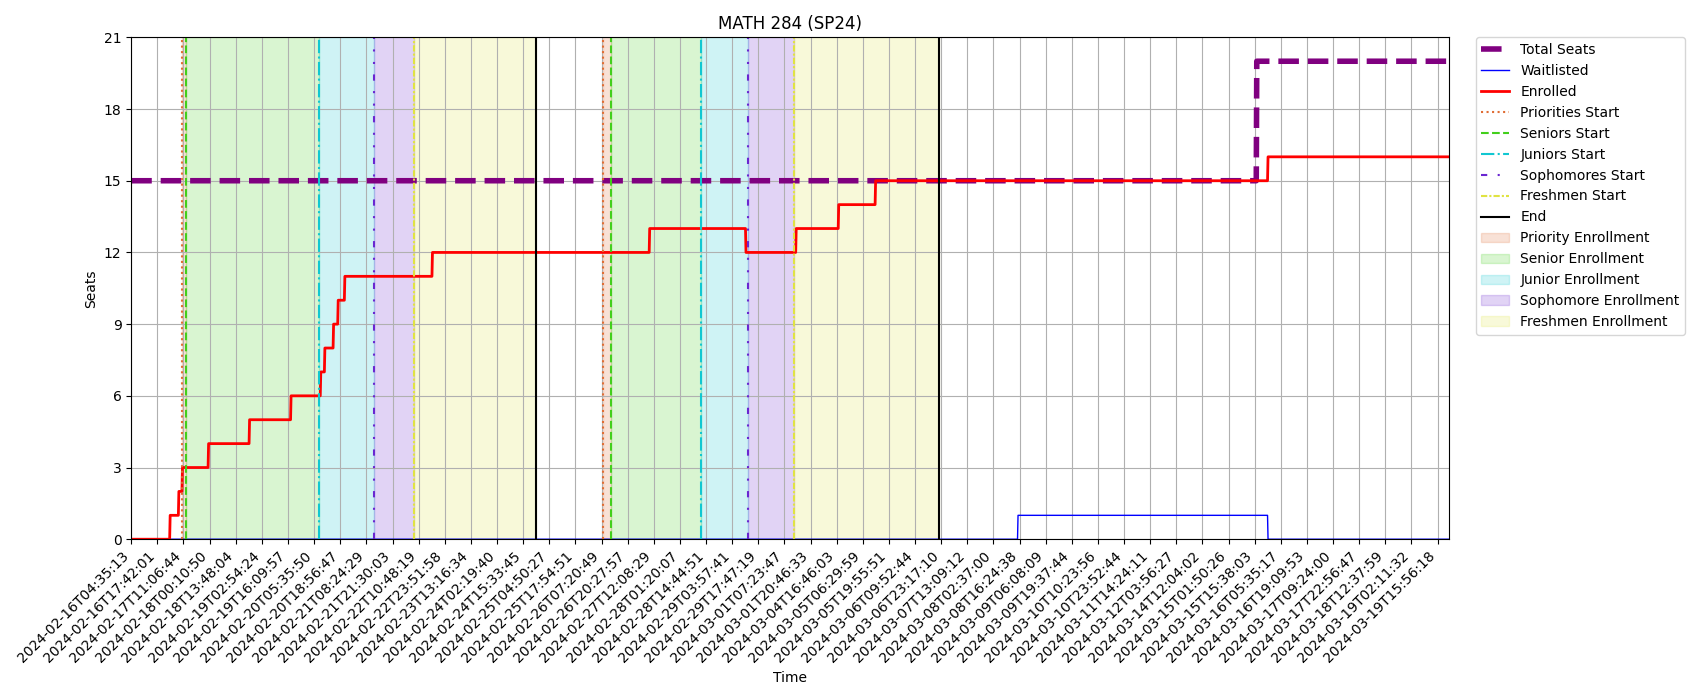 MATH 284 (SP24)
Seats
21
18
15
12
9
6
3
0
2024-02-16T04:35:13
2024-02-16T17:42:01
2024-02-17T11:06:44
2024-02-18T00:10:50
2024-02-18T13:48:04
2024-02-19T02:54:24
2024-02-19T16:09:57
2024-02-20T05:35:50
2024-02-20T18:56:47
2024-02-21T08:24:29
2024-02-21T21:30:03
2024-02-22T10:48:19
2024-02-22T23:51:58
2024-02-23T13:16:34
2024-02-24T02:19:40
2024-02-24T15:33:45
2024-02-25T04:50:27
2024-02-25T17:54:51
2024-02-26T07:20:49
2024-02-26T20:27:57
2024-02-27T12:08:29
2024-02-28T01:20:07
2024-02-28T14:44:51
2024-02-29T03:57:41
2024-02-29T17:47:19
2024-03-01T07:23:47
2024-03-01T20:46:33
2024-03-04T16:46:03
2024-03-05T06:29:59
2024-03-05T19:55:51
2024-03-06T09:52:44
2024-03-06T23:17:10
2024-03-07T13:09:12
2024-03-08T02:37:00
2024-03-08T16:24:38
2024-03-09T06:08:09
2024-03-09T19:37:44
2024-03-10T10:23:56
2024-03-10T23:52:44
2024-03-11T14:24:11
2024-03-12T03:56:27
2024-03-14T12:04:02
2024-03-15T01:50:26
2024-03-15T15:38:03
2024-03-16T05:35:17
2024-03-16T19:09:53
2024-03-17T09:24:00
2024-03-17T22:56:47
2024-03-18T12:37:59
2024-03-19T02:11:32
2024-03-19T15:56:18
Time
Total Seats
Waitlisted
Enrolled
Priorities Start
Seniors Start
Juniors Start
Sophomores Start
Freshmen Start
End
Priority Enrollment
Senior Enrollment
Junior Enrollment
Sophomore Enrollment
Freshmen Enrollment